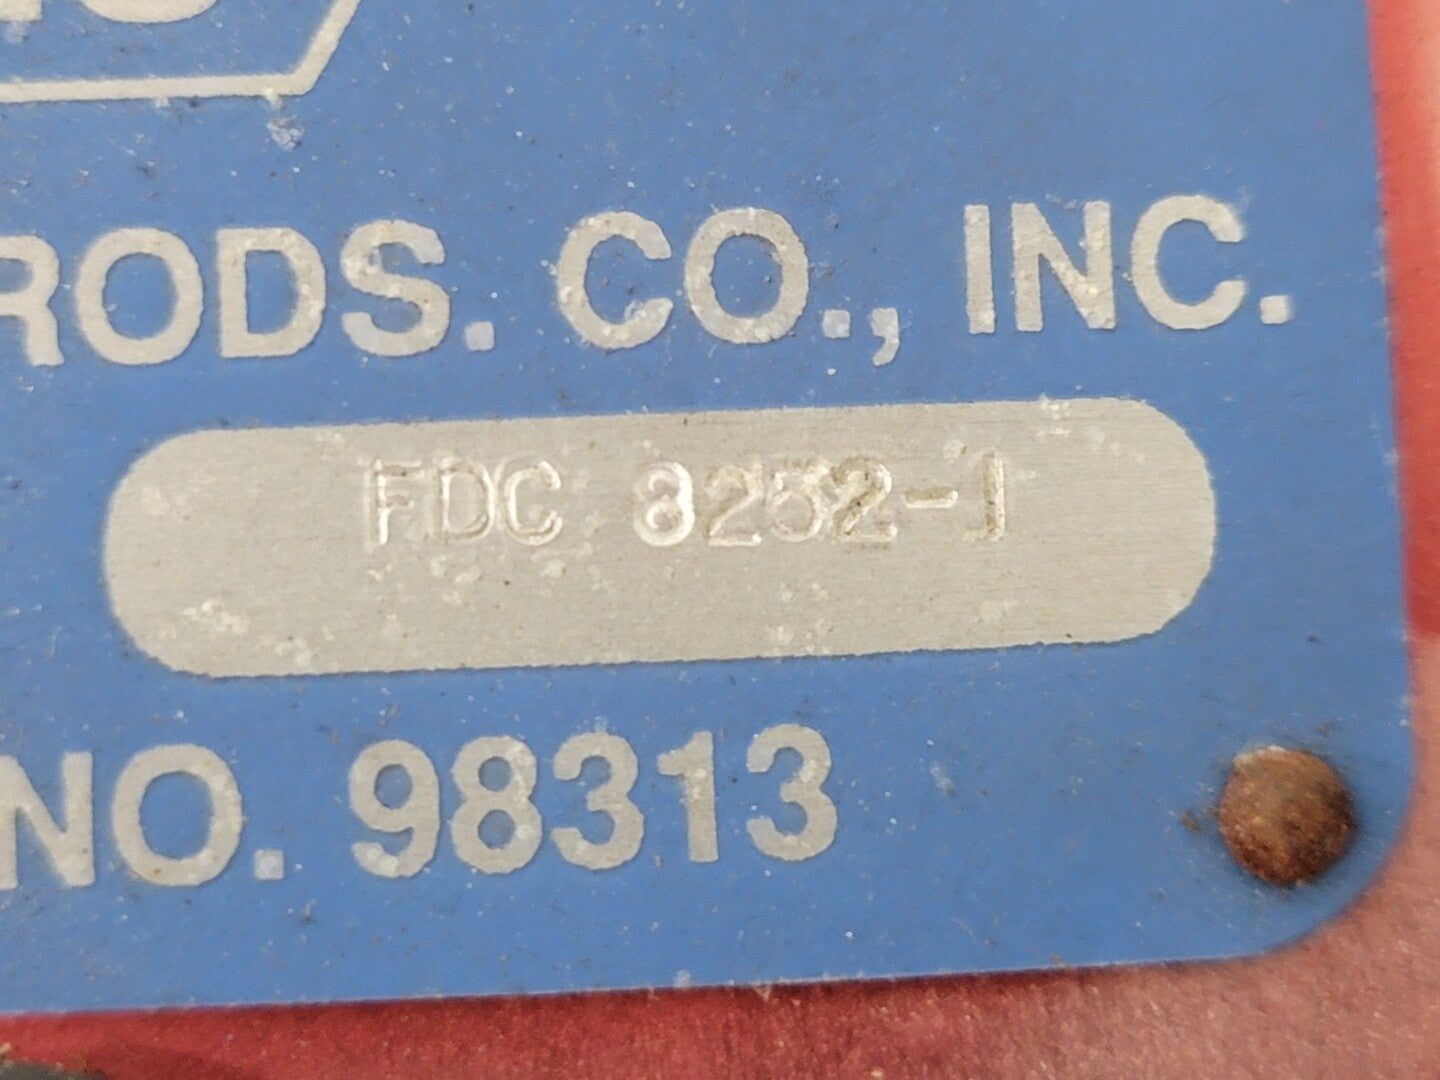 RODS. CO., INC.
FDC 8252-1
NO. 98313